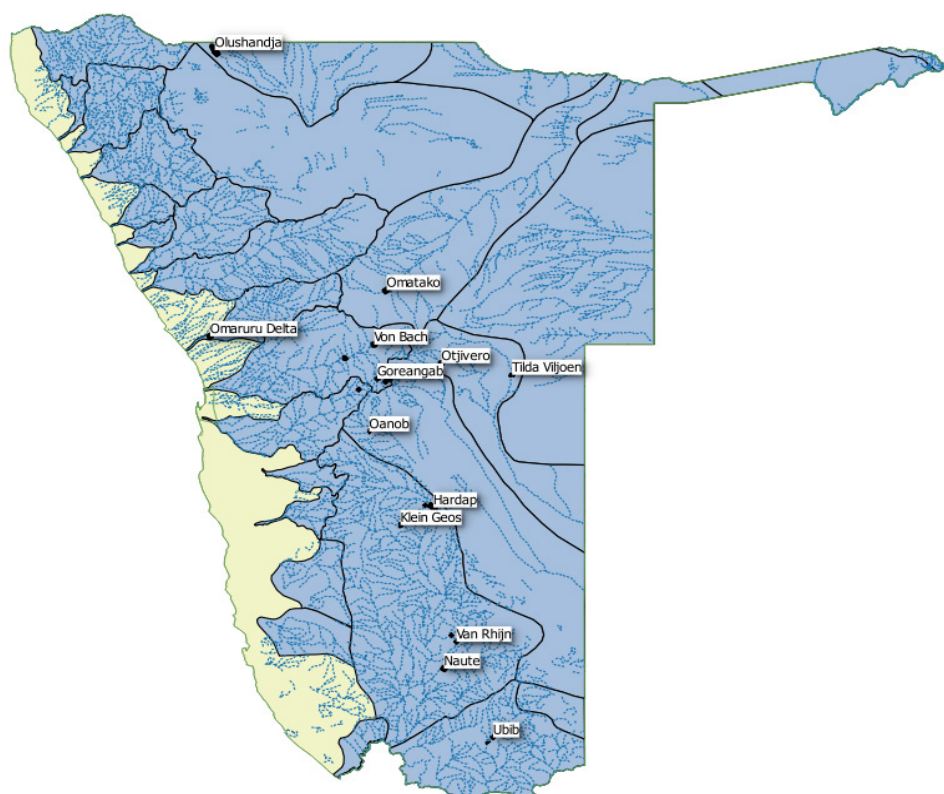 Olushandja
Omatako
Omaruru Delta
Von Bach
Otjivero
Tilda Viljoen
Goreangab
Oanob
Hardap
Klein Geos
Van Rhijn
Naute
Ubib